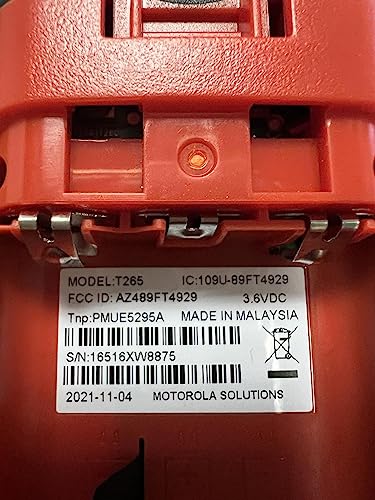 MODEL:T265 IC:109U-89FT4929
FCC ID: AZ489FT4929 3.6VDC
Tnp:PMUE5295A MADE IN MALAYSIA
S/N:16516XW8875
2021-11-04 MOTOROLA SOLUTIONS